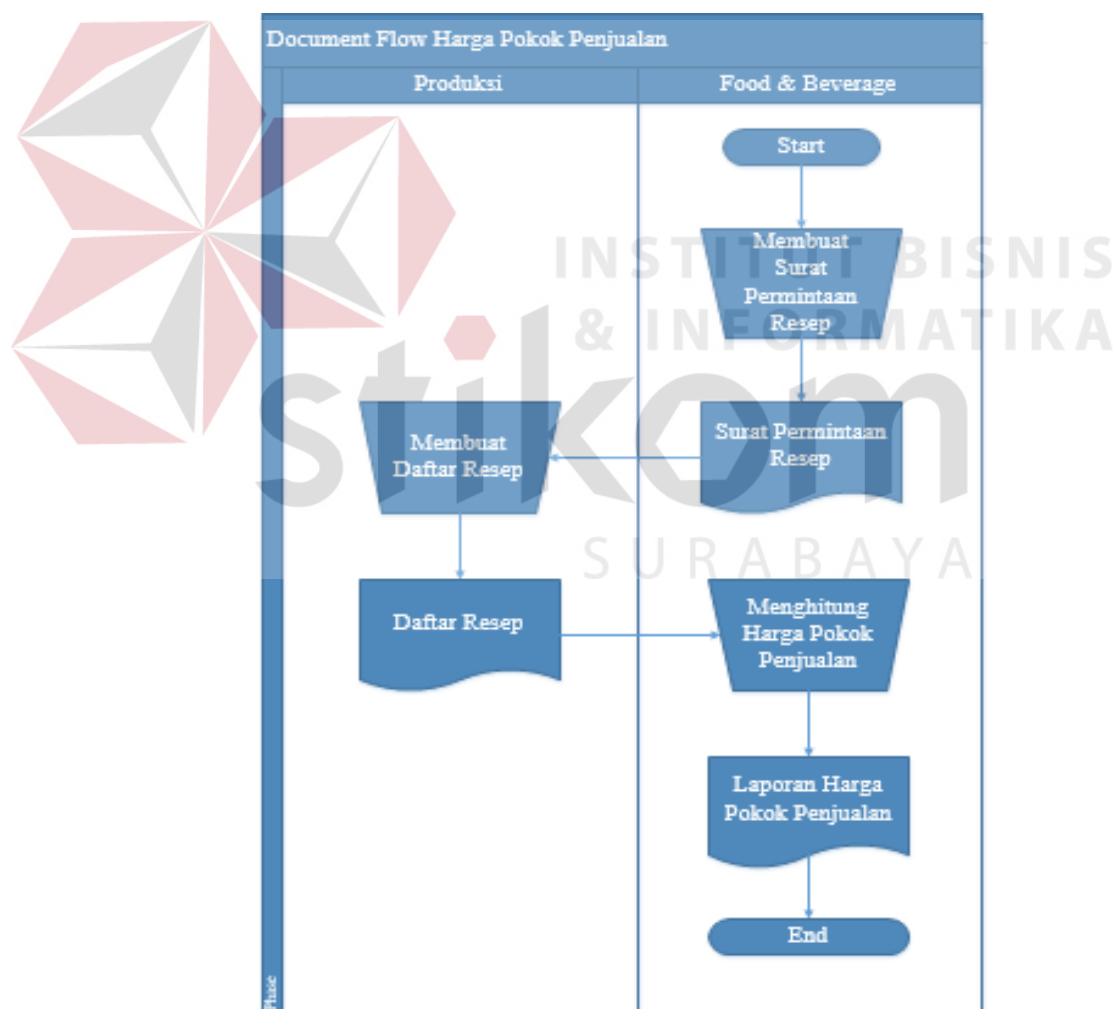 Document Flow Harga Pokok Penjualan
Produksi
Food & Beverage
Start
Membuat
Surat
Permintaan
Resep
INSTITUT BISNIS
& INFORMATIKA
stikom
SURABAYA
Surat Permintaan
Resep
Membuat
Daftar Resep
Daftar Resep
Menghitung
Harga Pokok
Penjualan
Laporan Harga
Pokok Penjualan
End
Phase